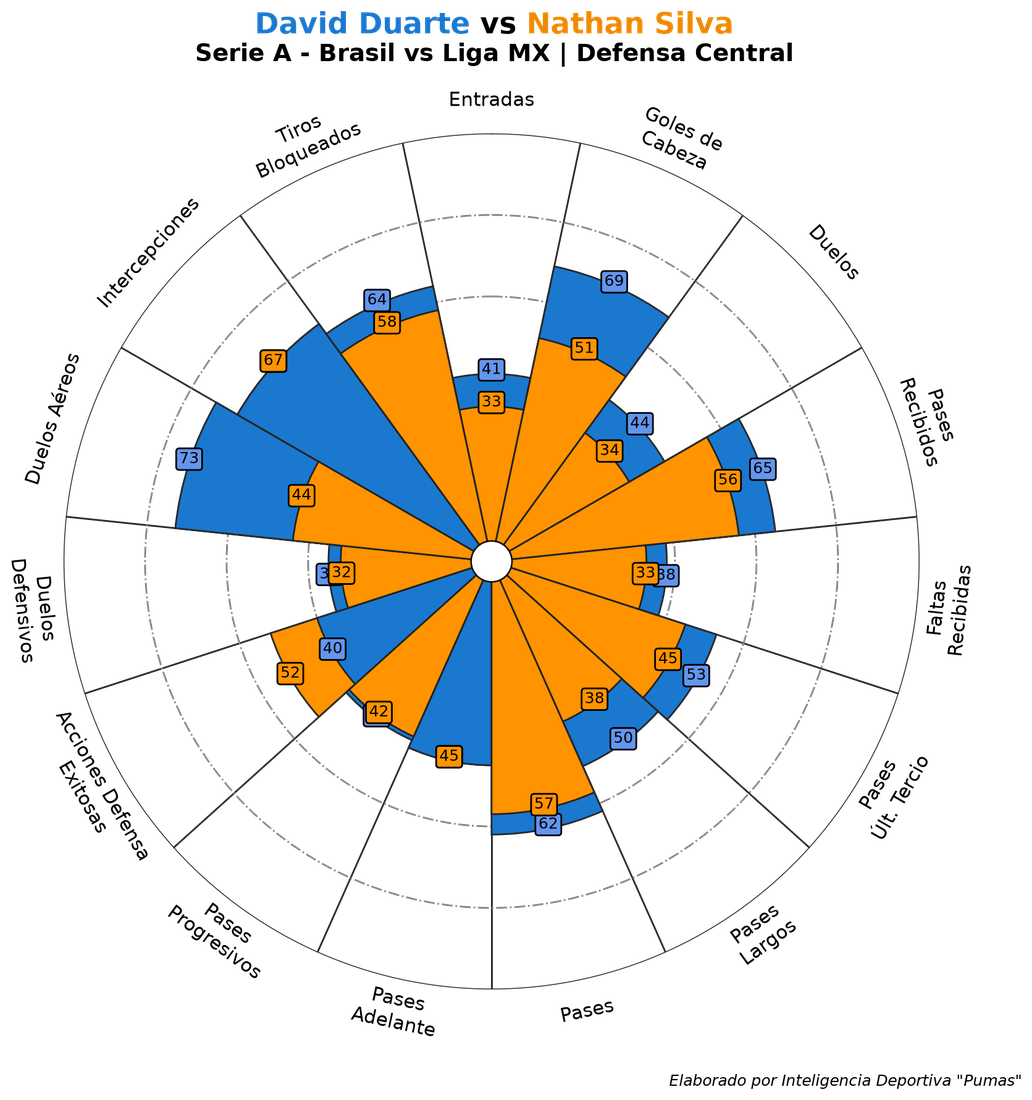 David Duarte vs Nathan Silva
Serie A - Brasil vs Liga MX | Defensa Central
Entradas
41
33
Goles de
Cabeza
69
51
Duelos
44
34
Pases
Recibidos
65
56
Faltas
Recibidas
33
38
Pases
Últ. Tercio
45
53
Pases
Largos
38
50
Pases
57
62
Pases
Adelante
45
Pases
Progresivos
42
Acciones Defensa
Exitosas
40
52
Duelos
Defensivos
32
Duelos Aéreos
73
44
Intercepciones
67
Tiros
Bloqueados
64
58
Elaborado por Inteligencia Deportiva "Pumas"